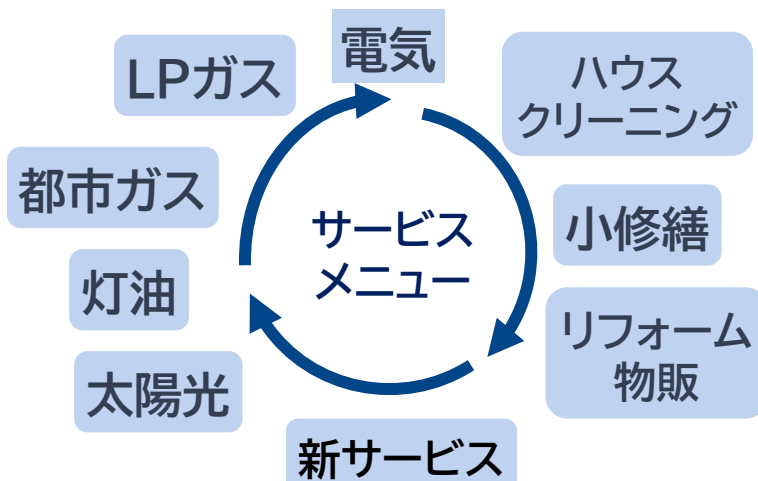 電気
LPガス
ハウス
クリーニング
都市ガス
サービス
メニュー
小修繕
灯油
リフォーム
物販
太陽光
新サービス